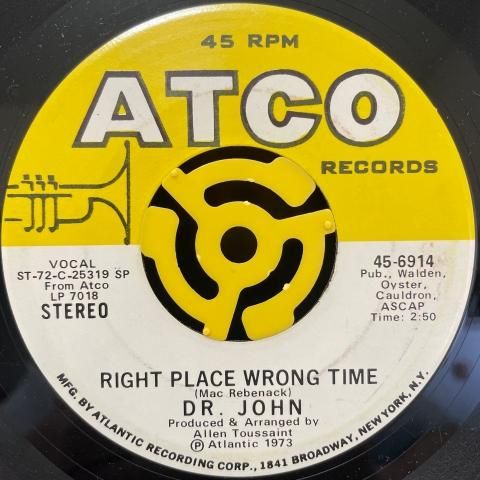 45 RPM
ATCO
RECORDS
VOCAL
ST-72-C-25319 SP
From Atco
LP 7018
STEREO
45-6914
Pub., Walden,
Oyster,
Cauldron,
ASCAP
Time: 2:50
RIGHT PLACE WRONG TIME
(Mac Rebenack)
DR. JOHN
Produced & Arranged by
Allen Toussaint
Ⓟ Atlantic 1973
MFG. BY ATLANTIC RECORDING CORP., 1841 BROADWAY, NEW YORK, N.Y.